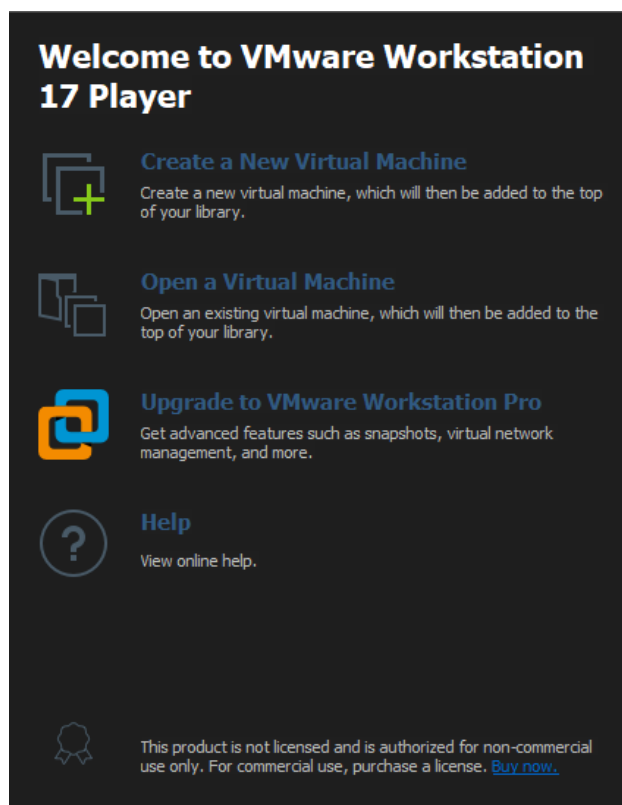 Welcome to VMware Workstation
17 Player
Create a New Virtual Machine
Create a new virtual machine, which will then be added to the top
of your library.
Open a Virtual Machine
Open an existing virtual machine, which will then be added to the
top of your library.
Upgrade to VMware Workstation Pro
Get advanced features such as snapshots, virtual network
management, and more.
Help
?
View online help.
This product is not licensed and is authorized for non-commercial
use only. For commercial use, purchase a license. Buy now.